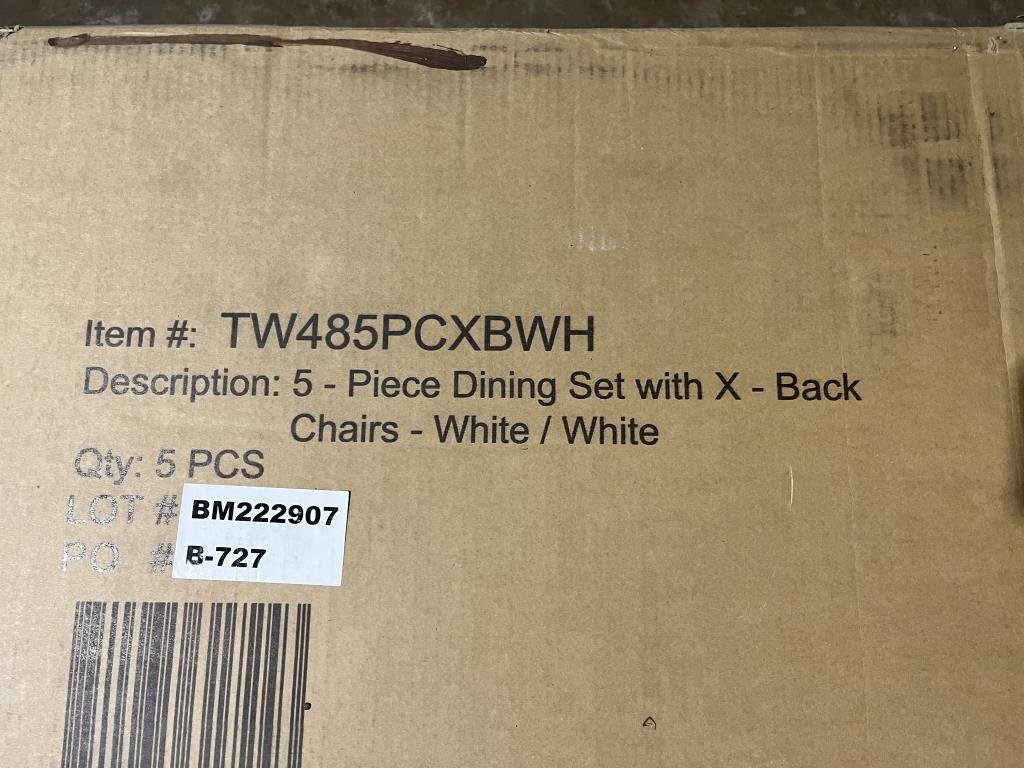 Item #: TW485PCXBWH
Description: 5 - Piece Dining Set with X - Back
Chairs - White / White
Qty: 5 PCS
LOT # BM222907
PO # B-727